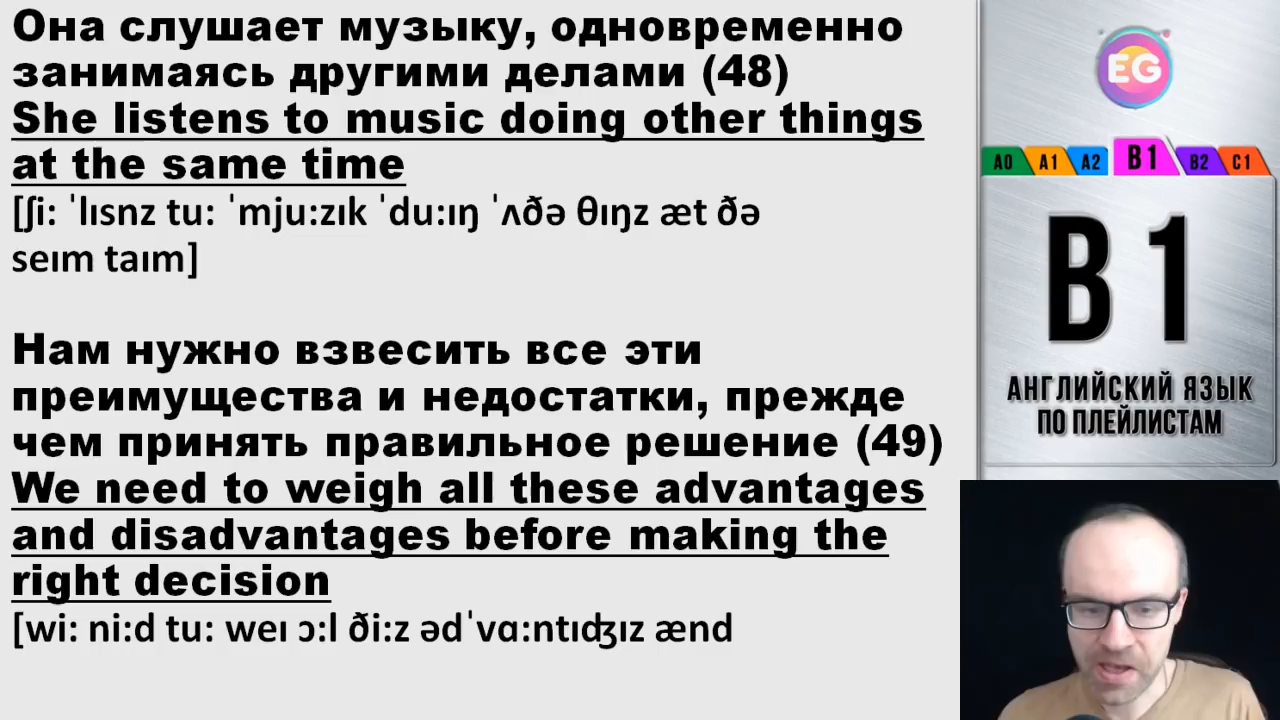 Она слушает музыку, одновременно
занимаясь другими делами (48)
She listens to music doing other things
at the same time
[ʃi: ˈlɪsnz tu: ˈmju:zɪk ˈdu:ɪŋ ˈʌðə θɪŋz æt ðə
seɪm taɪm]
Нам нужно взвесить все эти
преимущества и недостатки, прежде
чем принять правильное решение (49)
We need to weigh all these advantages
and disadvantages before making the
right decision
[wi: ni:d tu: weɪ ɔ:l ði:z ədˈvɑ:ntɪʤɪz ænd
EG
A0 A1 A2 B1 B2 C1
B1
АНГЛИЙСКИЙ ЯЗЫК
ПО ПЛЕЙЛИСТАМ